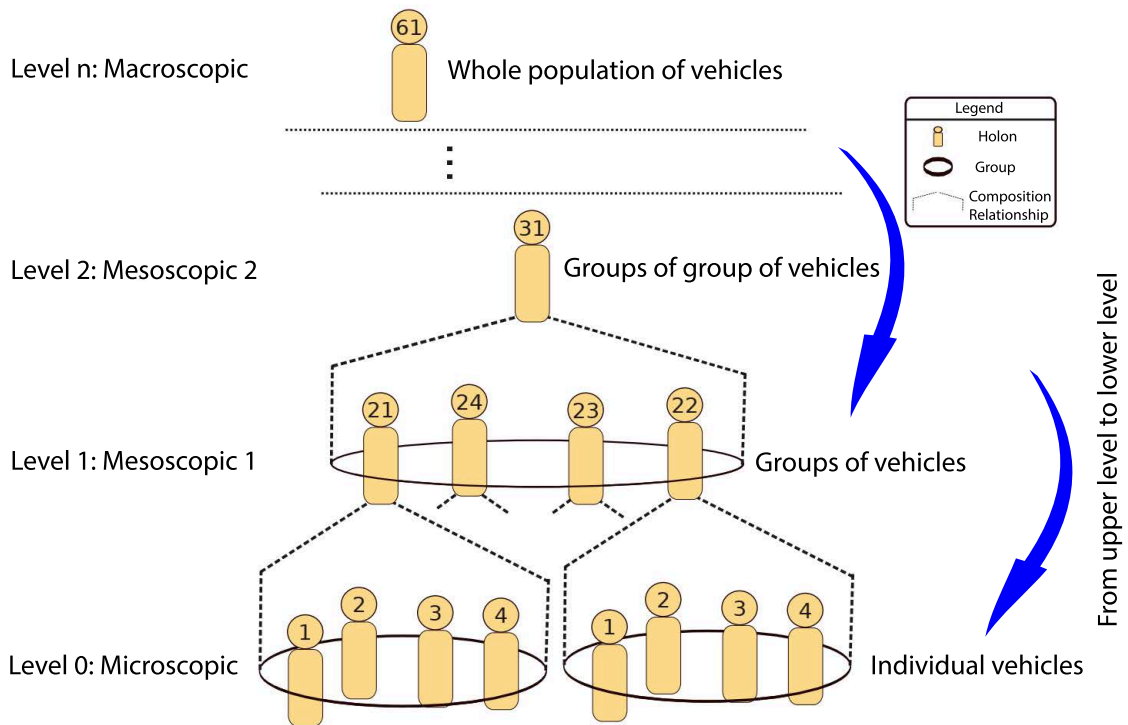 61
Level n: Macroscopic
Whole population of vehicles
Legend
Holon
Group
Composition
Relationship
31
Level 2: Mesoscopic 2
Groups of group of vehicles
From upper level to lower level
21
24
23
22
Level 1: Mesoscopic 1
Groups of vehicles
1
2
3
4
1
2
3
4
Level 0: Microscopic
Individual vehicles